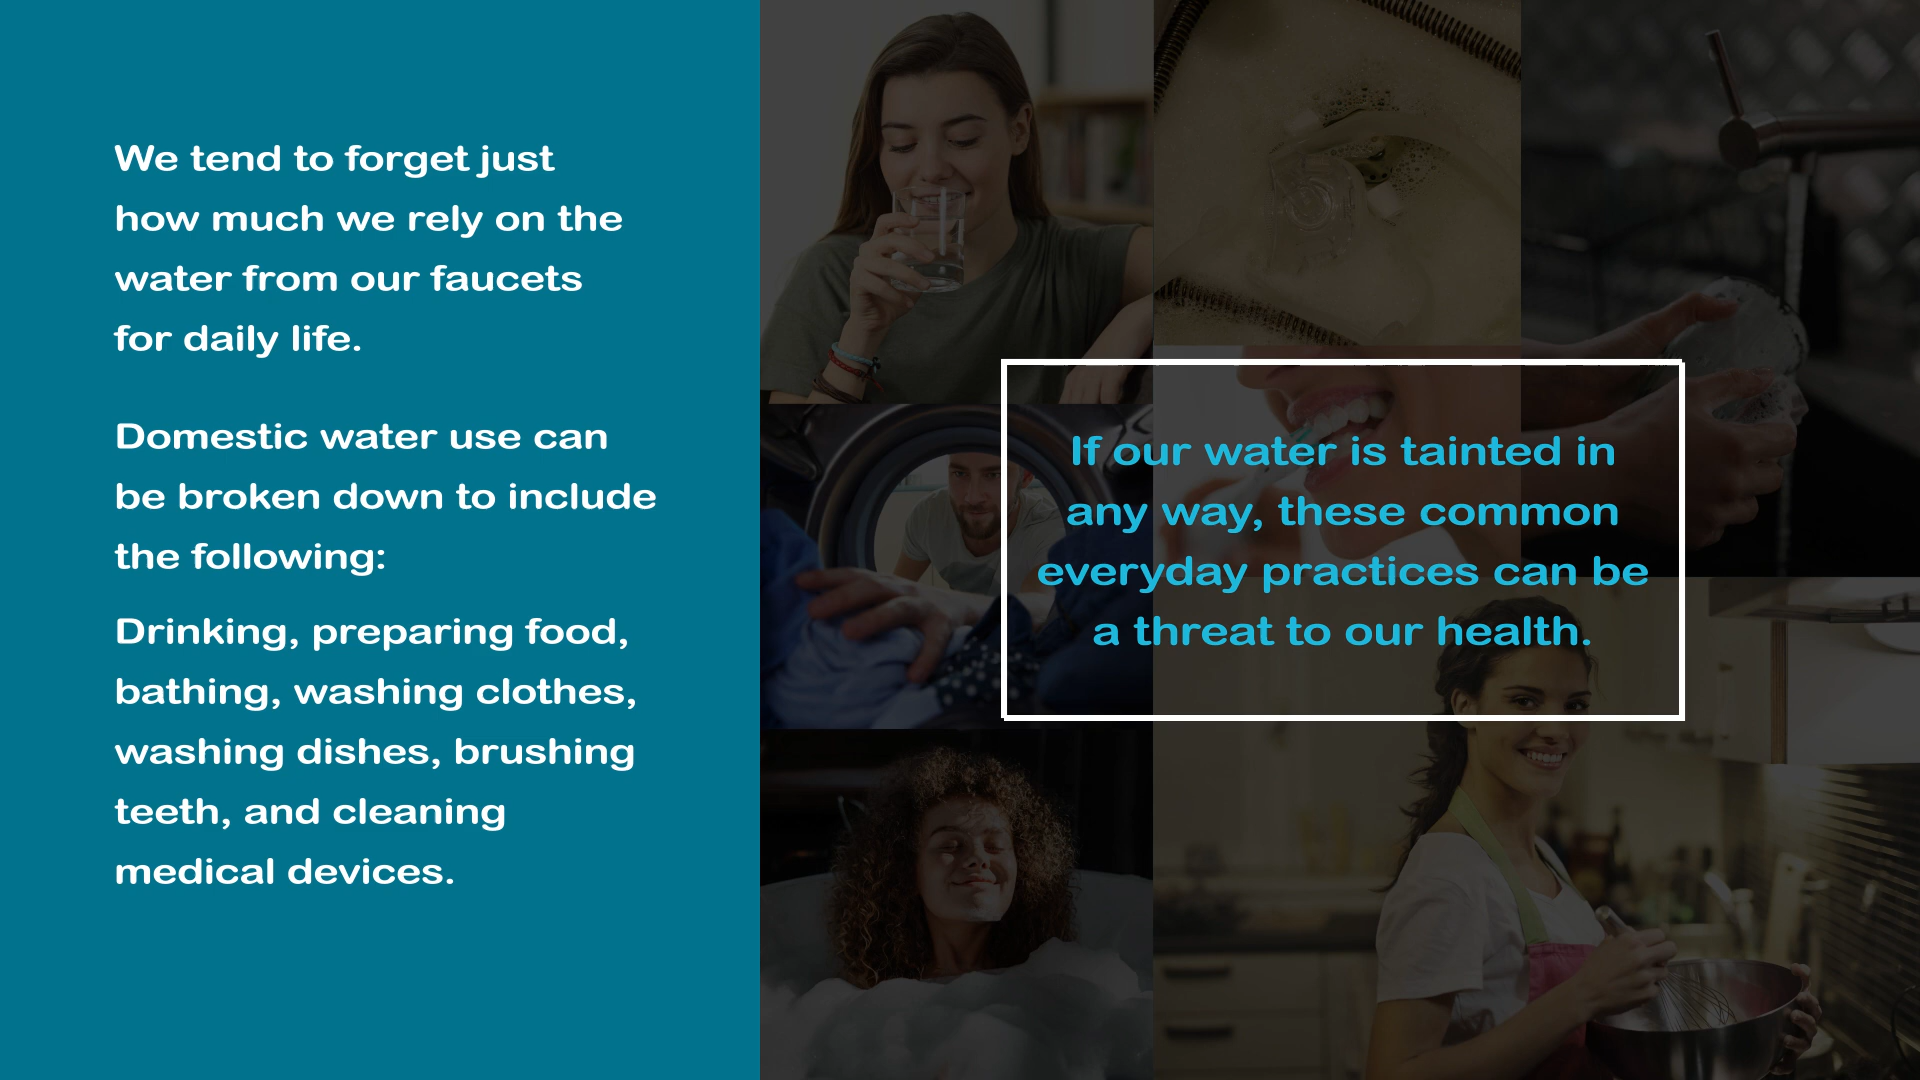 We tend to forget just
how much we rely on the
water from our faucets
for daily life.
Domestic water use can
be broken down to include
the following:
Drinking, preparing food,
bathing, washing clothes,
washing dishes, brushing
teeth, and cleaning
medical devices.
If our water is tainted in
any way, these common
everyday practices can be
a threat to our health.